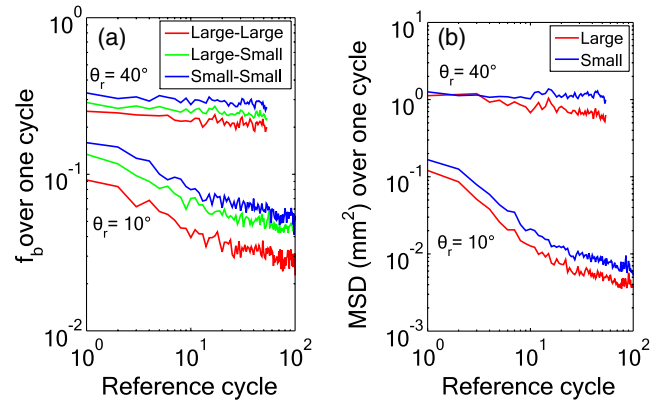 (a)
Large-Large
Large-Small
Small-Small
θr = 40°
θr = 10°
10^0
10^-1
10^-2
10^0
10^1
10^2
fb over one cycle
Reference cycle
(b)
Large
Small
θr = 40°
θr = 10°
10^1
10^0
10^-1
10^-2
10^-3
10^0
10^1
10^2
MSD (mm²) over one cycle
Reference cycle